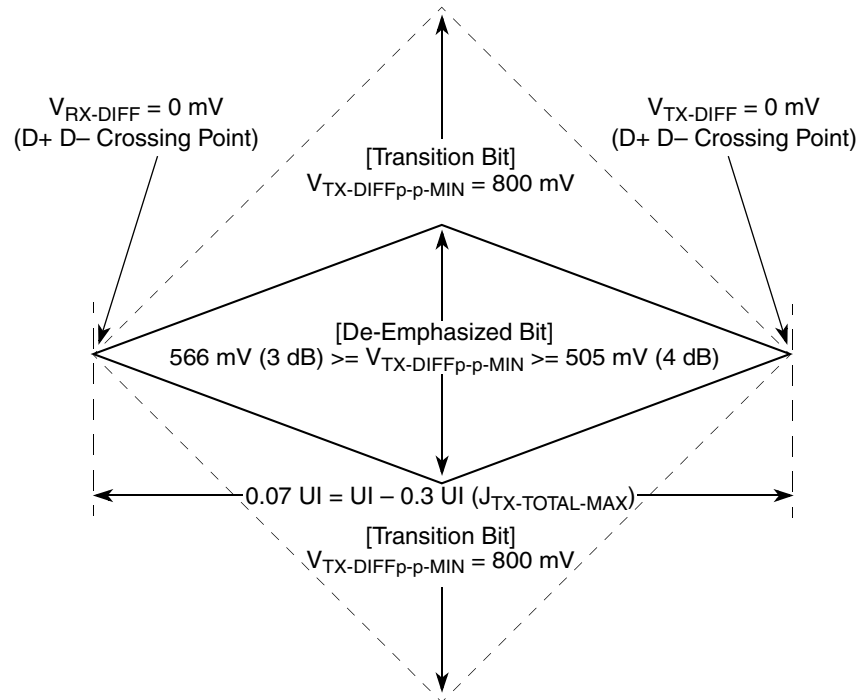 V_RX-DIFF = 0 mV
(D+ D– Crossing Point)
V_TX-DIFF = 0 mV
(D+ D– Crossing Point)
[Transition Bit]
V_TX-DIFFp-p-MIN = 800 mV
[De-Emphasized Bit]
566 mV (3 dB) >= V_TX-DIFFp-p-MIN >= 505 mV (4 dB)
0.07 UI = UI – 0.3 UI (J_TX-TOTAL-MAX)
[Transition Bit]
V_TX-DIFFp-p-MIN = 800 mV